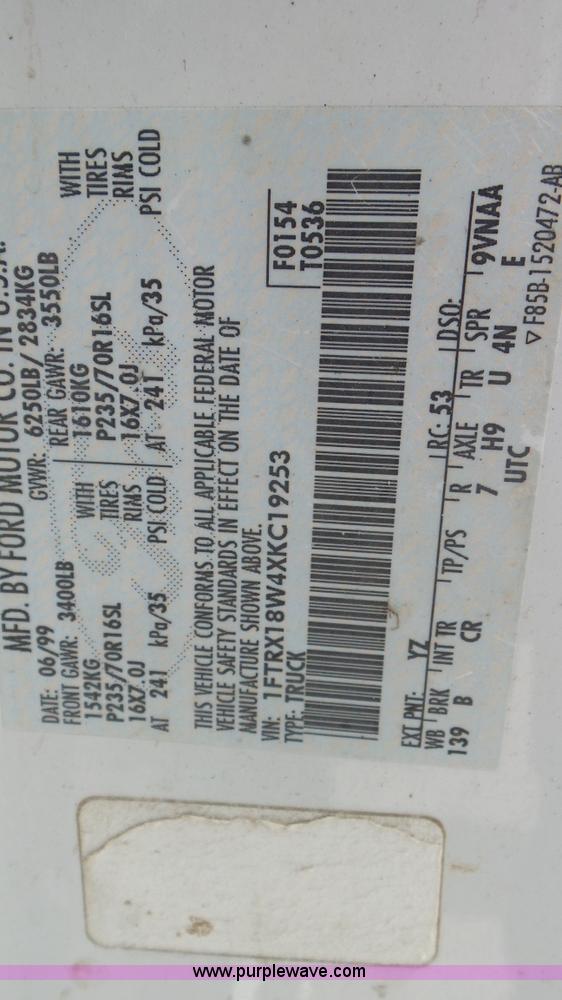 MFD. BY FORD MOTOR CO. IN U.S.A.
DATE: 06/99 GVWR: 6250LB/ 2834KG
FRONT GAWR: 3400LB REAR GAWR: 3550LB
1542KG WITH 1610KG WITH
P235/70R16SL TIRES P235/70R16SL TIRES
16X7.0J RIMS 16X7.0J RIMS
AT 241 kPa/35 PSI COLD AT 241 kPa/35 PSI COLD
THIS VEHICLE CONFORMS TO ALL APPLICABLE FEDERAL MOTOR
VEHICLE SAFETY STANDARDS IN EFFECT ON THE DATE OF
MANUFACTURE SHOWN ABOVE.
VIN: 1FTRX18W4XKC19253 F0154
TYPE: TRUCK T0536
EXT PNT: YZ RC: 53 DSO:
WB BRK INT TR TP/PS R AXLE TR SPR
139 B CR 7 H9 U 4N 9VNAA
UTC E
▽ F85B-1520472-AB
www.purplewave.com